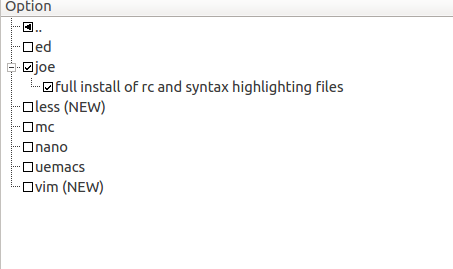 Option
..
ed
joe
full install of rc and syntax highlighting files
less (NEW)
mc
nano
uemacs
vim (NEW)